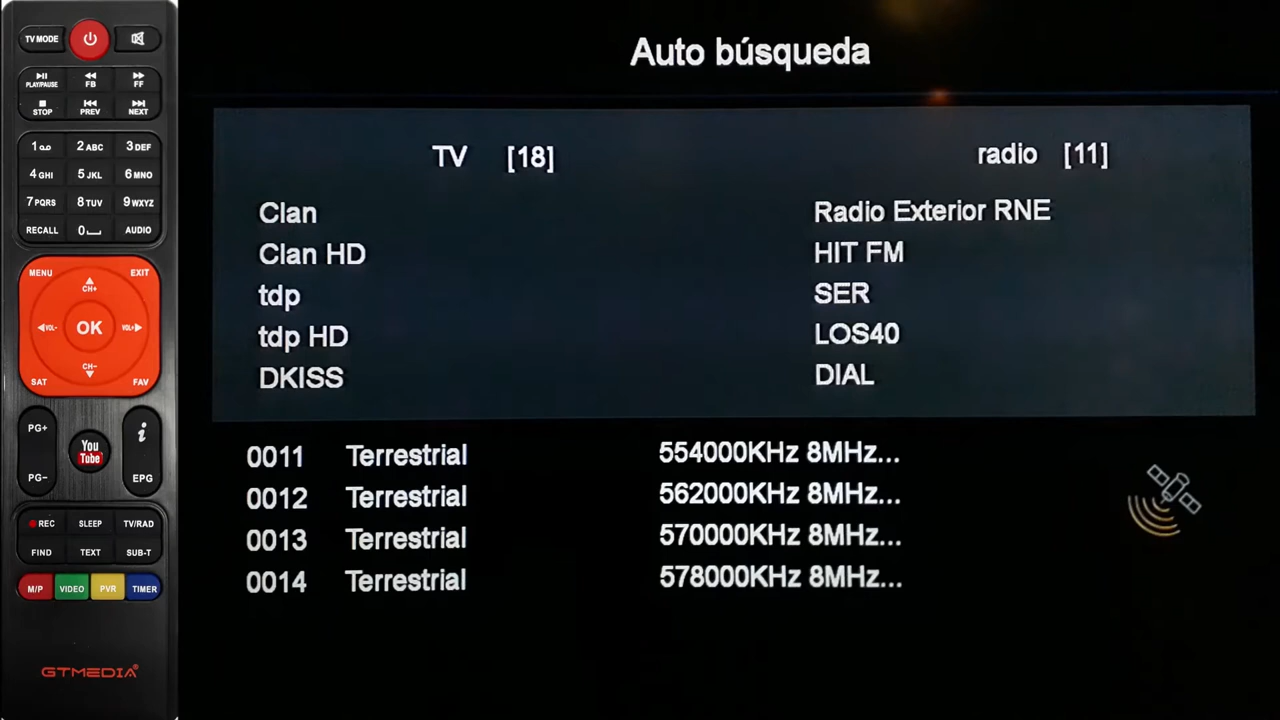 TV MODE
PLAY/PAUSE FB FF
STOP PREV NEXT
1 2 ABC 3 DEF
4 GHI 5 JKL 6 MNO
7 PQRS 8 TUV 9 WXYZ
RECALL 0 AUDIO
MENU EXIT
CH+
VOL- OK VOL+
CH-
SAT FAV
PG+ You Tube i
PG- EPG
REC SLEEP TV/RAD
FIND TEXT SUB-T
M/P VIDEO PVR TIMER
GTMEDIA®
Auto búsqueda
TV [18] radio [11]
Clan Radio Exterior RNE
Clan HD HIT FM
tdp SER
tdp HD LOS40
DKISS DIAL
0011 Terrestrial 554000KHz 8MHz...
0012 Terrestrial 562000KHz 8MHz...
0013 Terrestrial 570000KHz 8MHz...
0014 Terrestrial 578000KHz 8MHz...